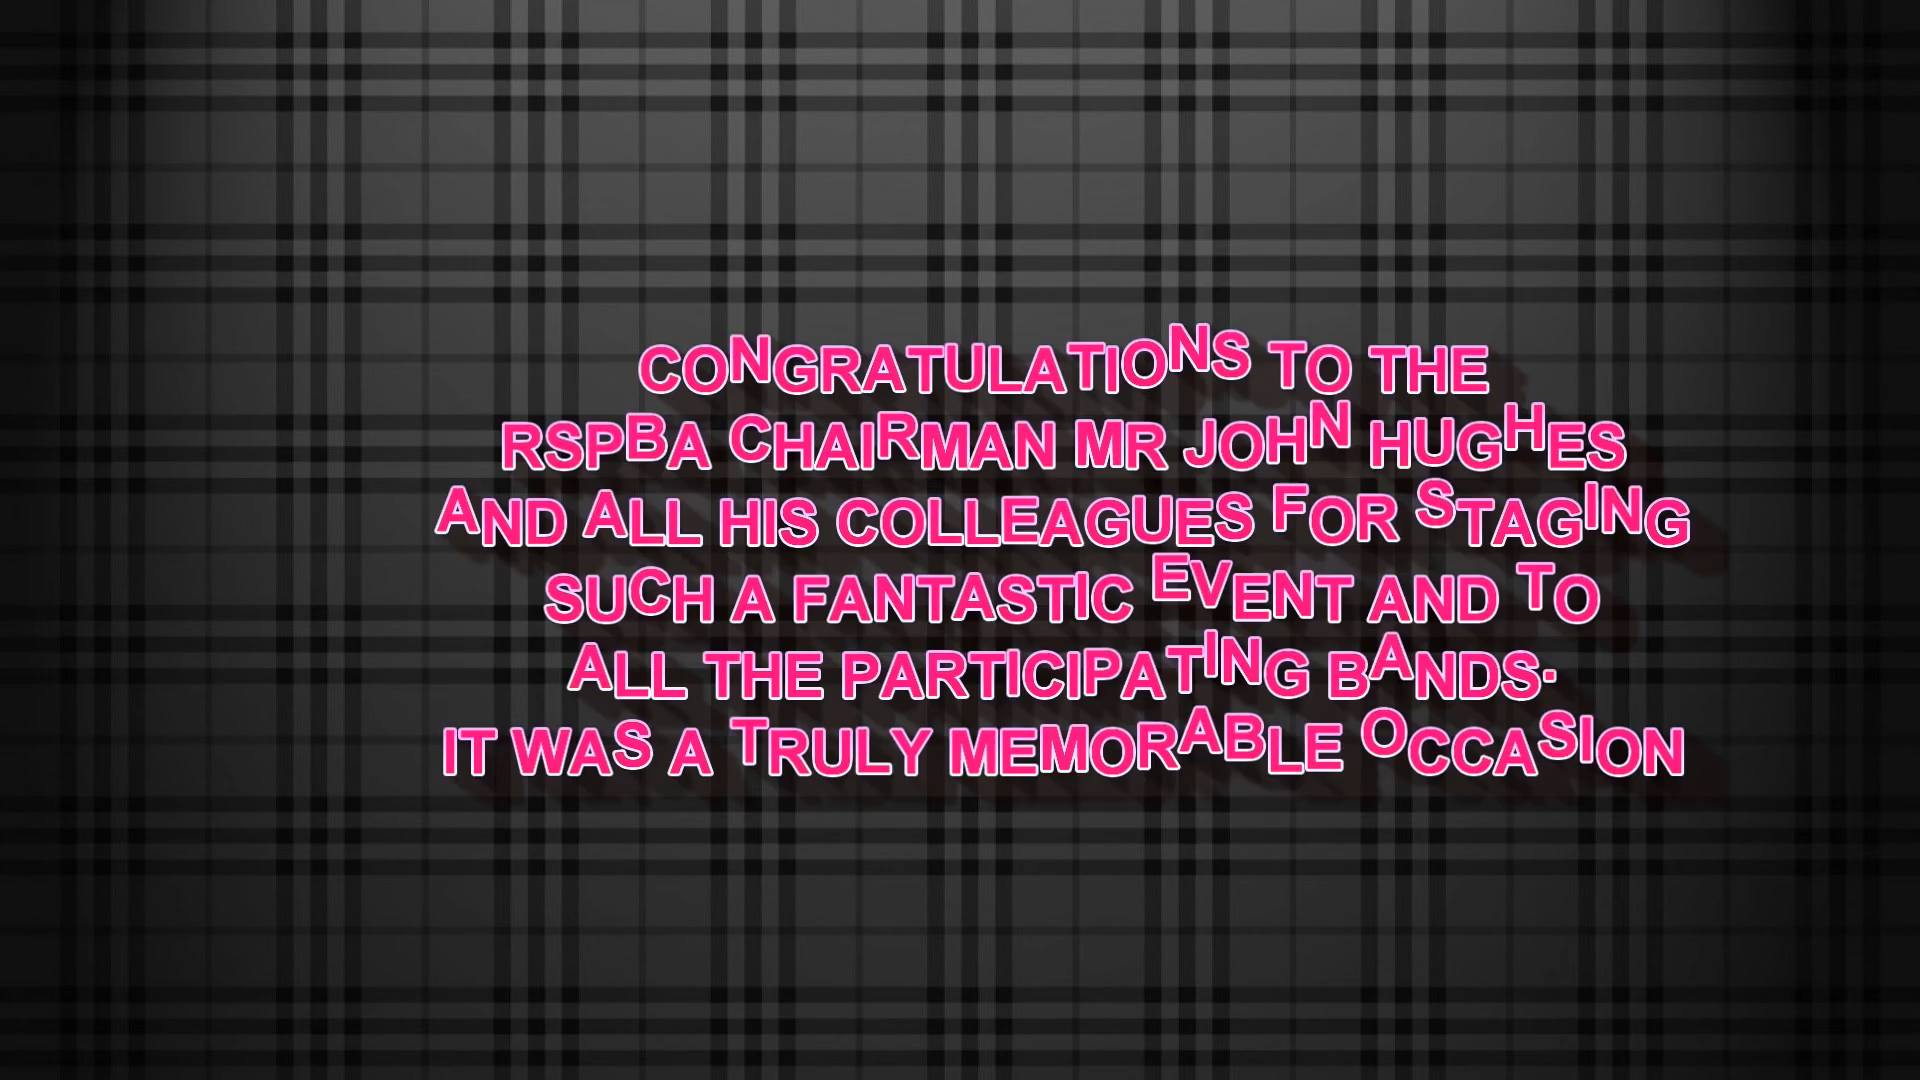 CONGRATULATIONS TO THE
RSPBA CHAIRMAN MR JOHN HUGHES
AND ALL HIS COLLEAGUES FOR STAGING
SUCH A FANTASTIC EVENT AND TO
ALL THE PARTICIPATING BANDS.
IT WAS A TRULY MEMORABLE OCCASION